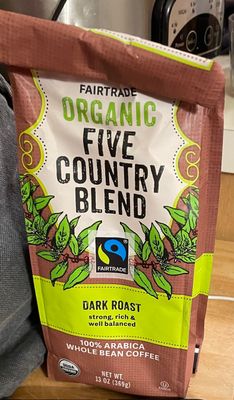 FAIRTRADE
ORGANIC
FIVE
COUNTRY
BLEND
FAIRTRADE
DARK ROAST
strong, rich &
well balanced
100% ARABICA
WHOLE BEAN COFFEE
NET WT.
13 OZ (369g)